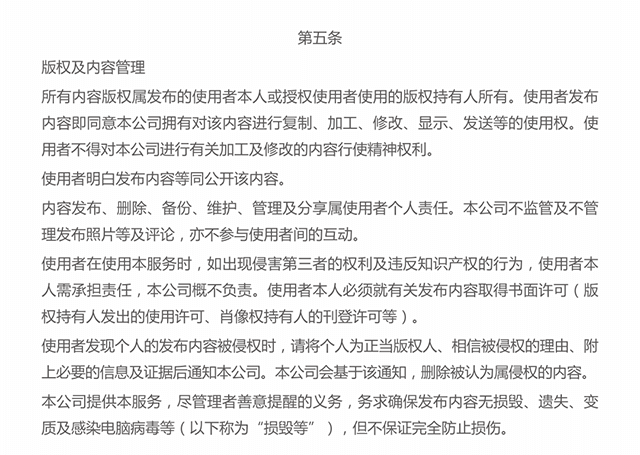 第五条
版权及内容管理
所有内容版权属发布的使用者本人或授权使用者使用的版权持有人所有。使用者发布
内容即同意本公司拥有对该内容进行复制、加工、修改、显示、发送等的使用权。使
用者不得对本公司进行有关加工及修改的内容行使精神权利。
使用者明白发布内容等同公开该内容。
内容发布、删除、备份、维护、管理及分享属使用者个人责任。本公司不监管及不管
理发布照片等及评论，亦不参与使用者间的互动。
使用者在使用本服务时，如出现侵害第三者的权利及违反知识产权的行为，使用者本
人需承担责任，本公司概不负责。使用者本人必须就有关发布内容取得书面许可（版
权持有人发出的使用许可、肖像权持有人的刊登许可等）。
使用者发现个人的发布内容被侵权时，请将个人为正当版权人、相信被侵权的理由、附
上必要的信息及证据后通知本公司。本公司会基于该通知，删除被认为属侵权的内容。
本公司提供本服务，尽管理者善意提醒的义务，务求确保发布内容无损毁、遗失、变
质及感染电脑病毒等（以下称为“损毁等”），但不保证完全防止损伤。